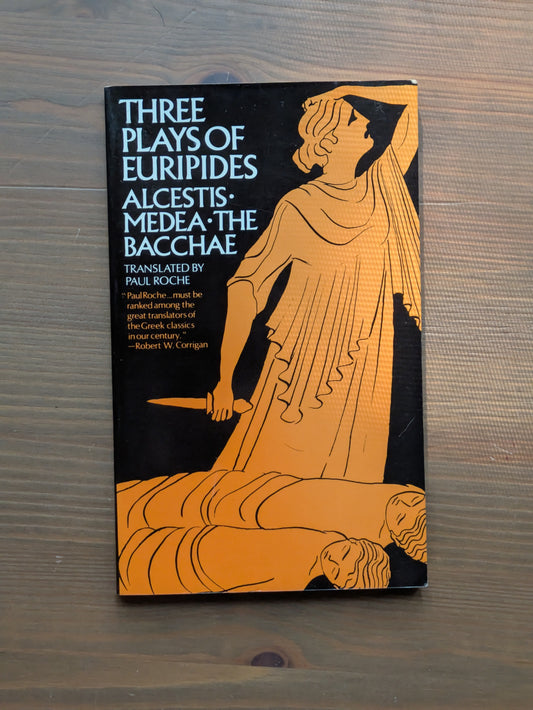 THREE
PLAYS OF
EURIPIDES
ALCESTIS·
MEDEA·THE
BACCHAE
TRANSLATED BY
PAUL ROCHE
"Paul Roche...must be
ranked among the
great translators of
the Greek classics
in our century."
—Robert W. Corrigan